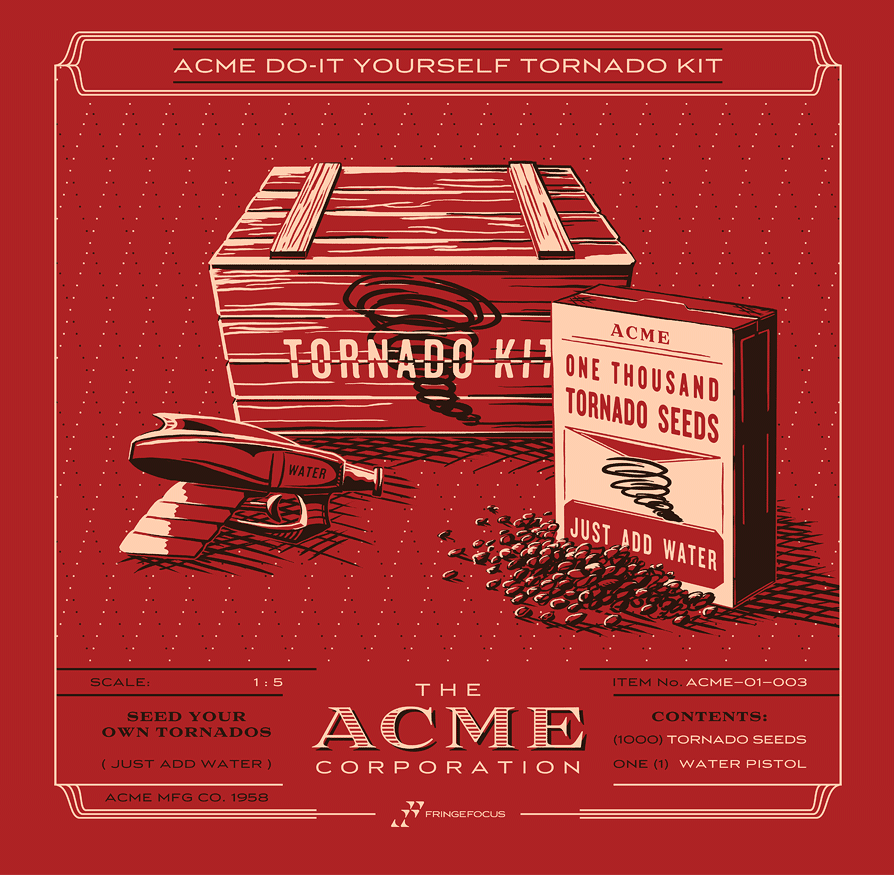 ACME DO-IT YOURSELF TORNADO KIT
TORNADO KIT
ACME
ONE THOUSAND
TORNADO SEEDS
JUST ADD WATER
WATER
SCALE: 1:5
SEED YOUR
OWN TORNADOS
( JUST ADD WATER )
ACME MFG CO. 1958
THE
ACME
CORPORATION
FRINGEFOCUS
ITEM No. ACME-01-003
CONTENTS:
(1000) TORNADO SEEDS
ONE (1) WATER PISTOL